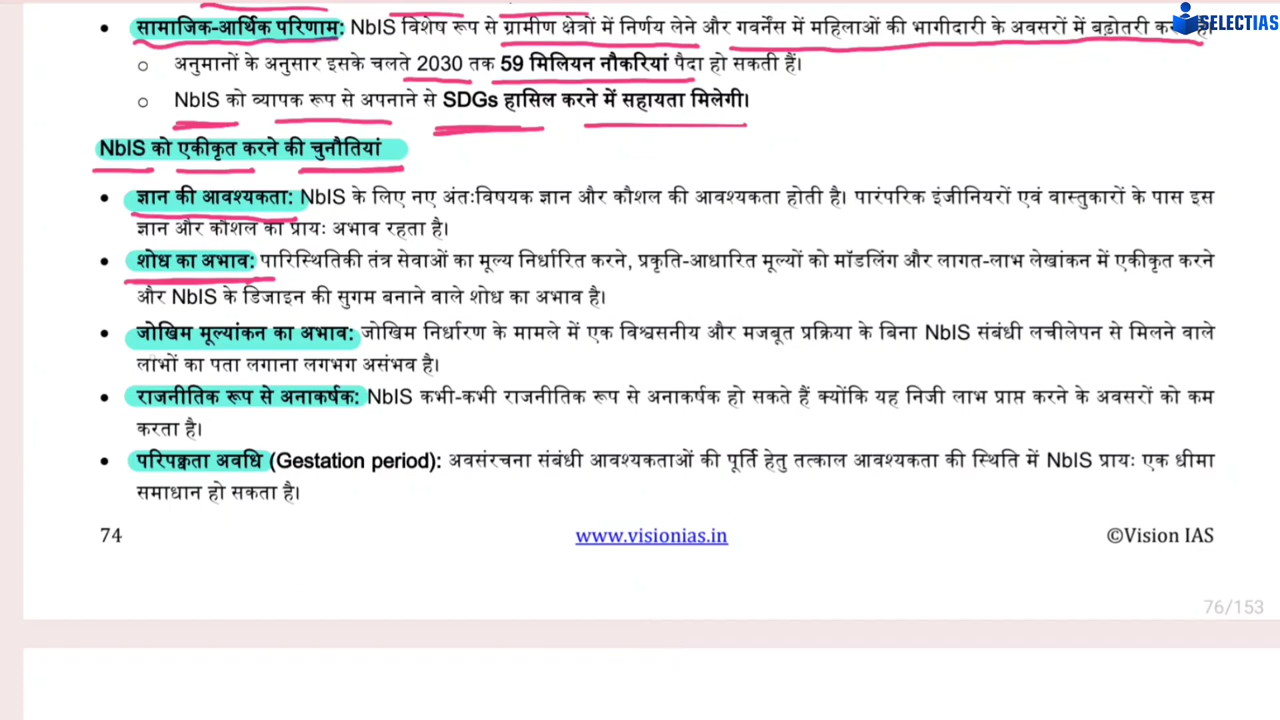 SELECTIAS
• सामाजिक-आर्थिक परिणाम: NbIS विशेष रूप से ग्रामीण क्षेत्रों में निर्णय लेने और गवर्नेंस में महिलाओं की भागीदारी के अवसरों में बढ़ोतरी
○ अनुमानों के अनुसार इसके चलते 2030 तक 59 मिलियन नौकरियां पैदा हो सकती हैं।
○ NbIS को व्यापक रूप से अपनाने से SDGs हासिल करने में सहायता मिलेगी।
NbIS को एकीकृत करने की चुनौतियां
• ज्ञान की आवश्यकता: NbIS के लिए नए अंतःविषयक ज्ञान और कौशल की आवश्यकता होती है। पारंपरिक इंजीनियरों एवं वास्तुकारों के पास इस
ज्ञान और कौशल का प्रायः अभाव रहता है।
• शोध का अभाव: पारिस्थितिकी तंत्र सेवाओं का मूल्य निर्धारित करने, प्रकृति-आधारित मूल्यों को मॉडलिंग और लागत-लाभ लेखांकन में एकीकृत करने
और NbIS के डिजाइन की सुगम बनाने वाले शोध का अभाव है।
• जोखिम मूल्यांकन का अभाव: जोखिम निर्धारण के मामले में एक विश्वसनीय और मजबूत प्रक्रिया के बिना NbIS संबंधी लचीलेपन से मिलने वाले
लाभों का पता लगाना लगभग असंभव है।
• राजनीतिक रूप से अनाकर्षक: NbIS कभी-कभी राजनीतिक रूप से अनाकर्षक हो सकते हैं क्योंकि यह निजी लाभ प्राप्त करने के अवसरों को कम
करता है।
• परिपक्वता अवधि (Gestation period): अवसंरचना संबंधी आवश्यकताओं की पूर्ति हेतु तत्काल आवश्यकता की स्थिति में NbIS प्रायः एक धीमा
समाधान हो सकता है।
74 www.visionias.in ©Vision IAS
76/153